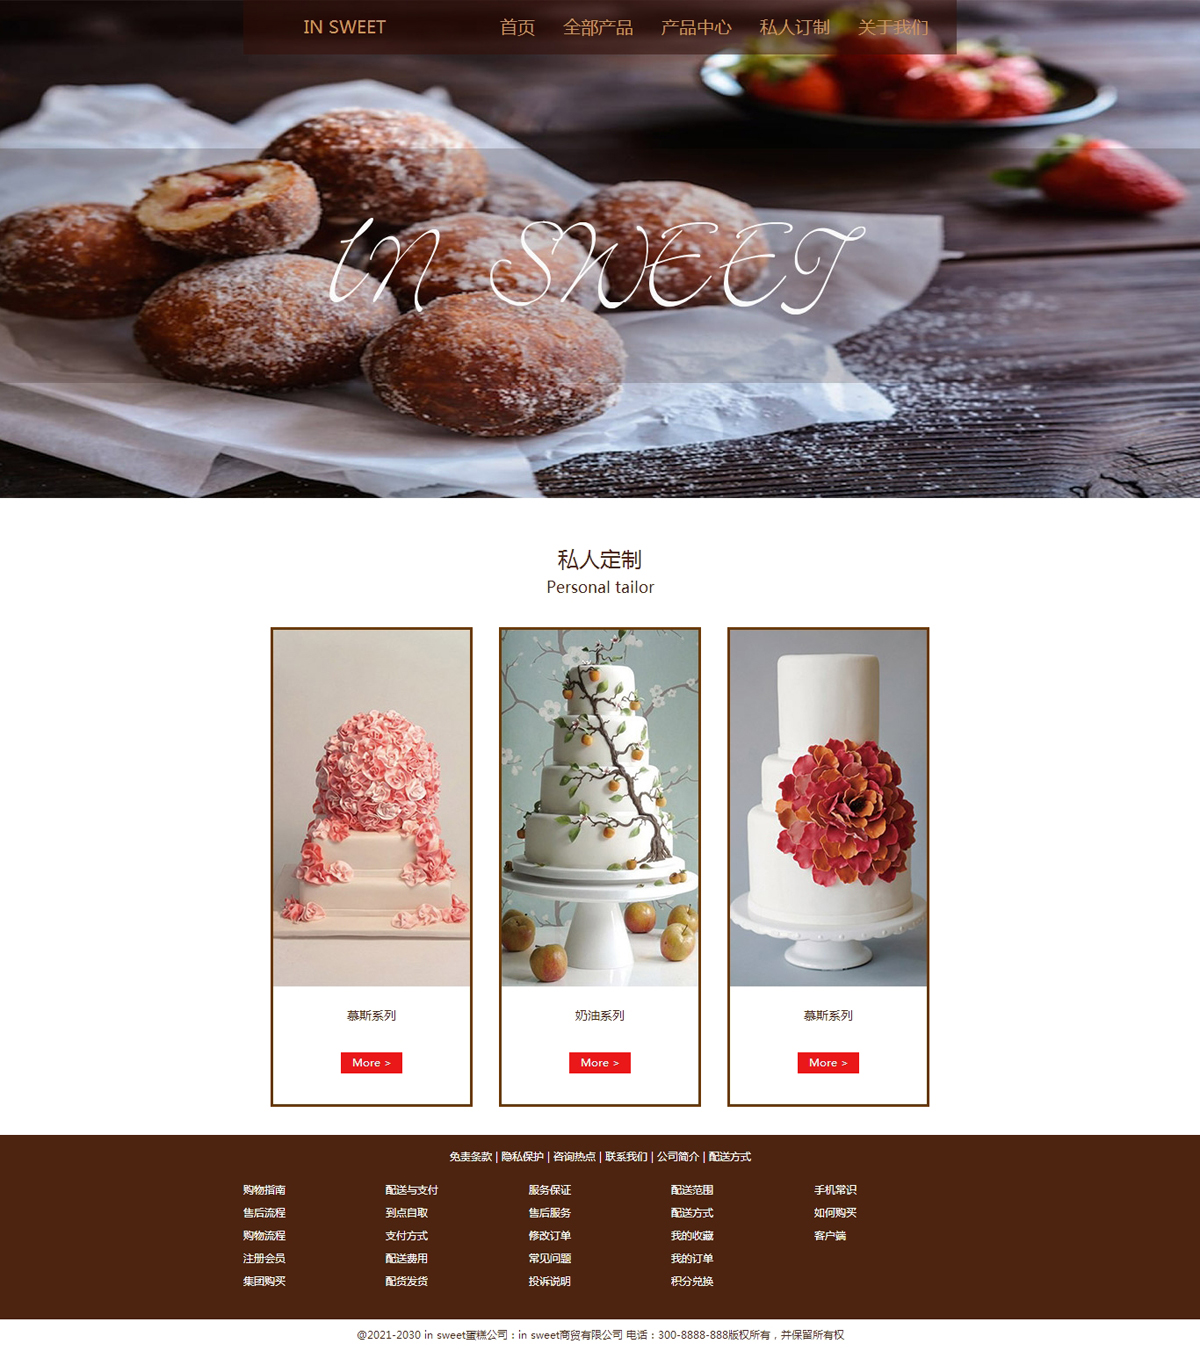 IN SWEET 首页 全部产品 产品中心 私人订制 关于我们
IN SWEET
私人定制
Personal tailor
慕斯系列 奶油系列 慕斯系列
More > More > More >
免责条款 | 隐私保护 | 咨询热点 | 联系我们 | 公司简介 | 配送方式
购物指南 配送与支付 服务保证 配送范围 手机常识
售后流程 到点自取 售后服务 配送方式 如何购买
购物流程 支付方式 修改订单 我的收藏 客户端
注册会员 配送费用 常见问题 我的订单
集团购买 配货发货 投诉说明 积分兑换
@2021-2030 in sweet蛋糕公司：in sweet商贸有限公司 电话：300-8888-888版权所有，并保留所有权